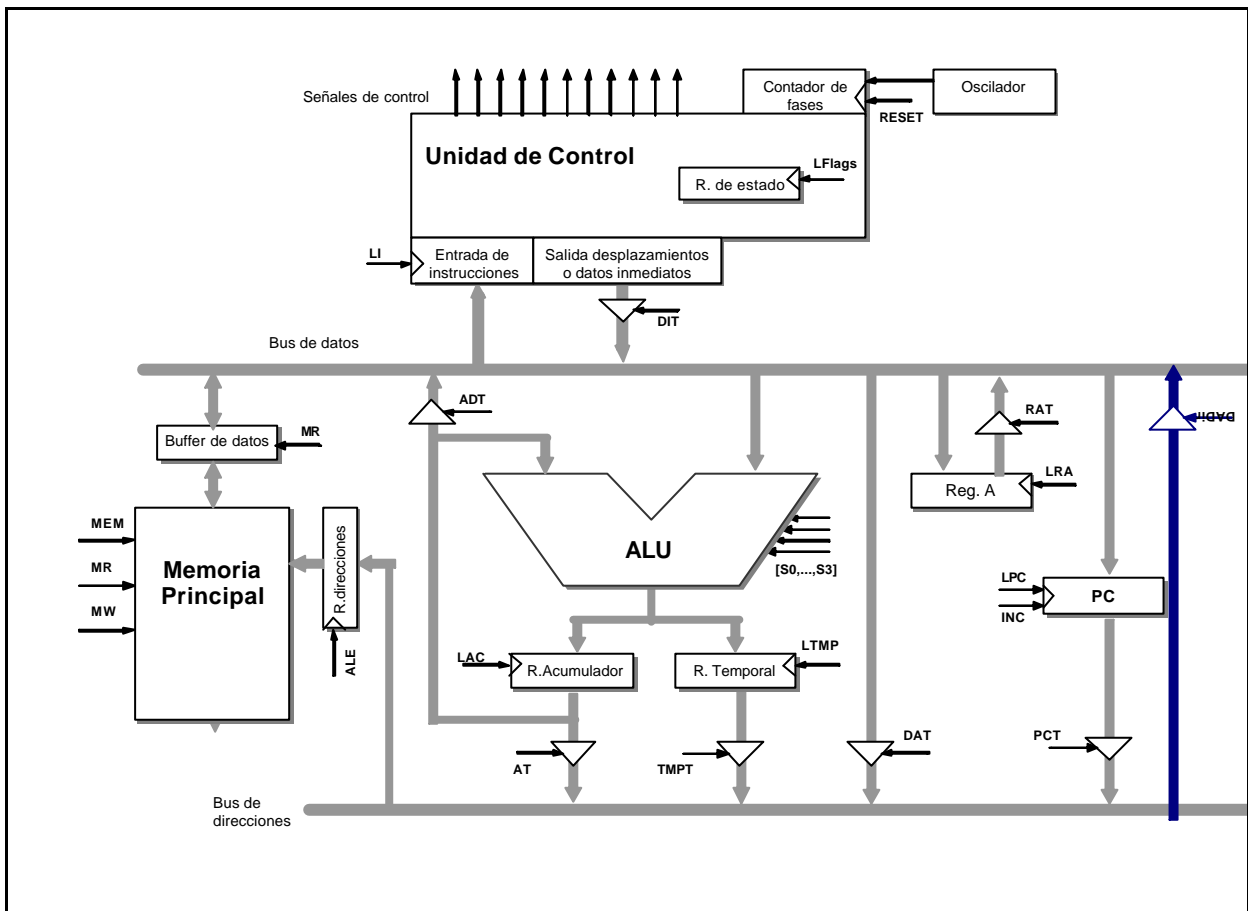 Señales de control
Contador de
fases
Oscilador
RESET
Unidad de Control
LFlags
R. de estado
LI
Entrada de
instrucciones
Salida desplazamientos
o datos inmediatos
DIT
Bus de datos
ADT
RAT
Buffer de datos
MR
LRA
Reg. A
MEM
MR
MW
Memoria
Principal
R.direcciones
ALE
ALU
[S0,...,S3]
LPC
INC
PC
LAC
R.Acumulador
R. Temporal
LTMP
AT
TMPT
DAT
PCT
Bus de
direcciones